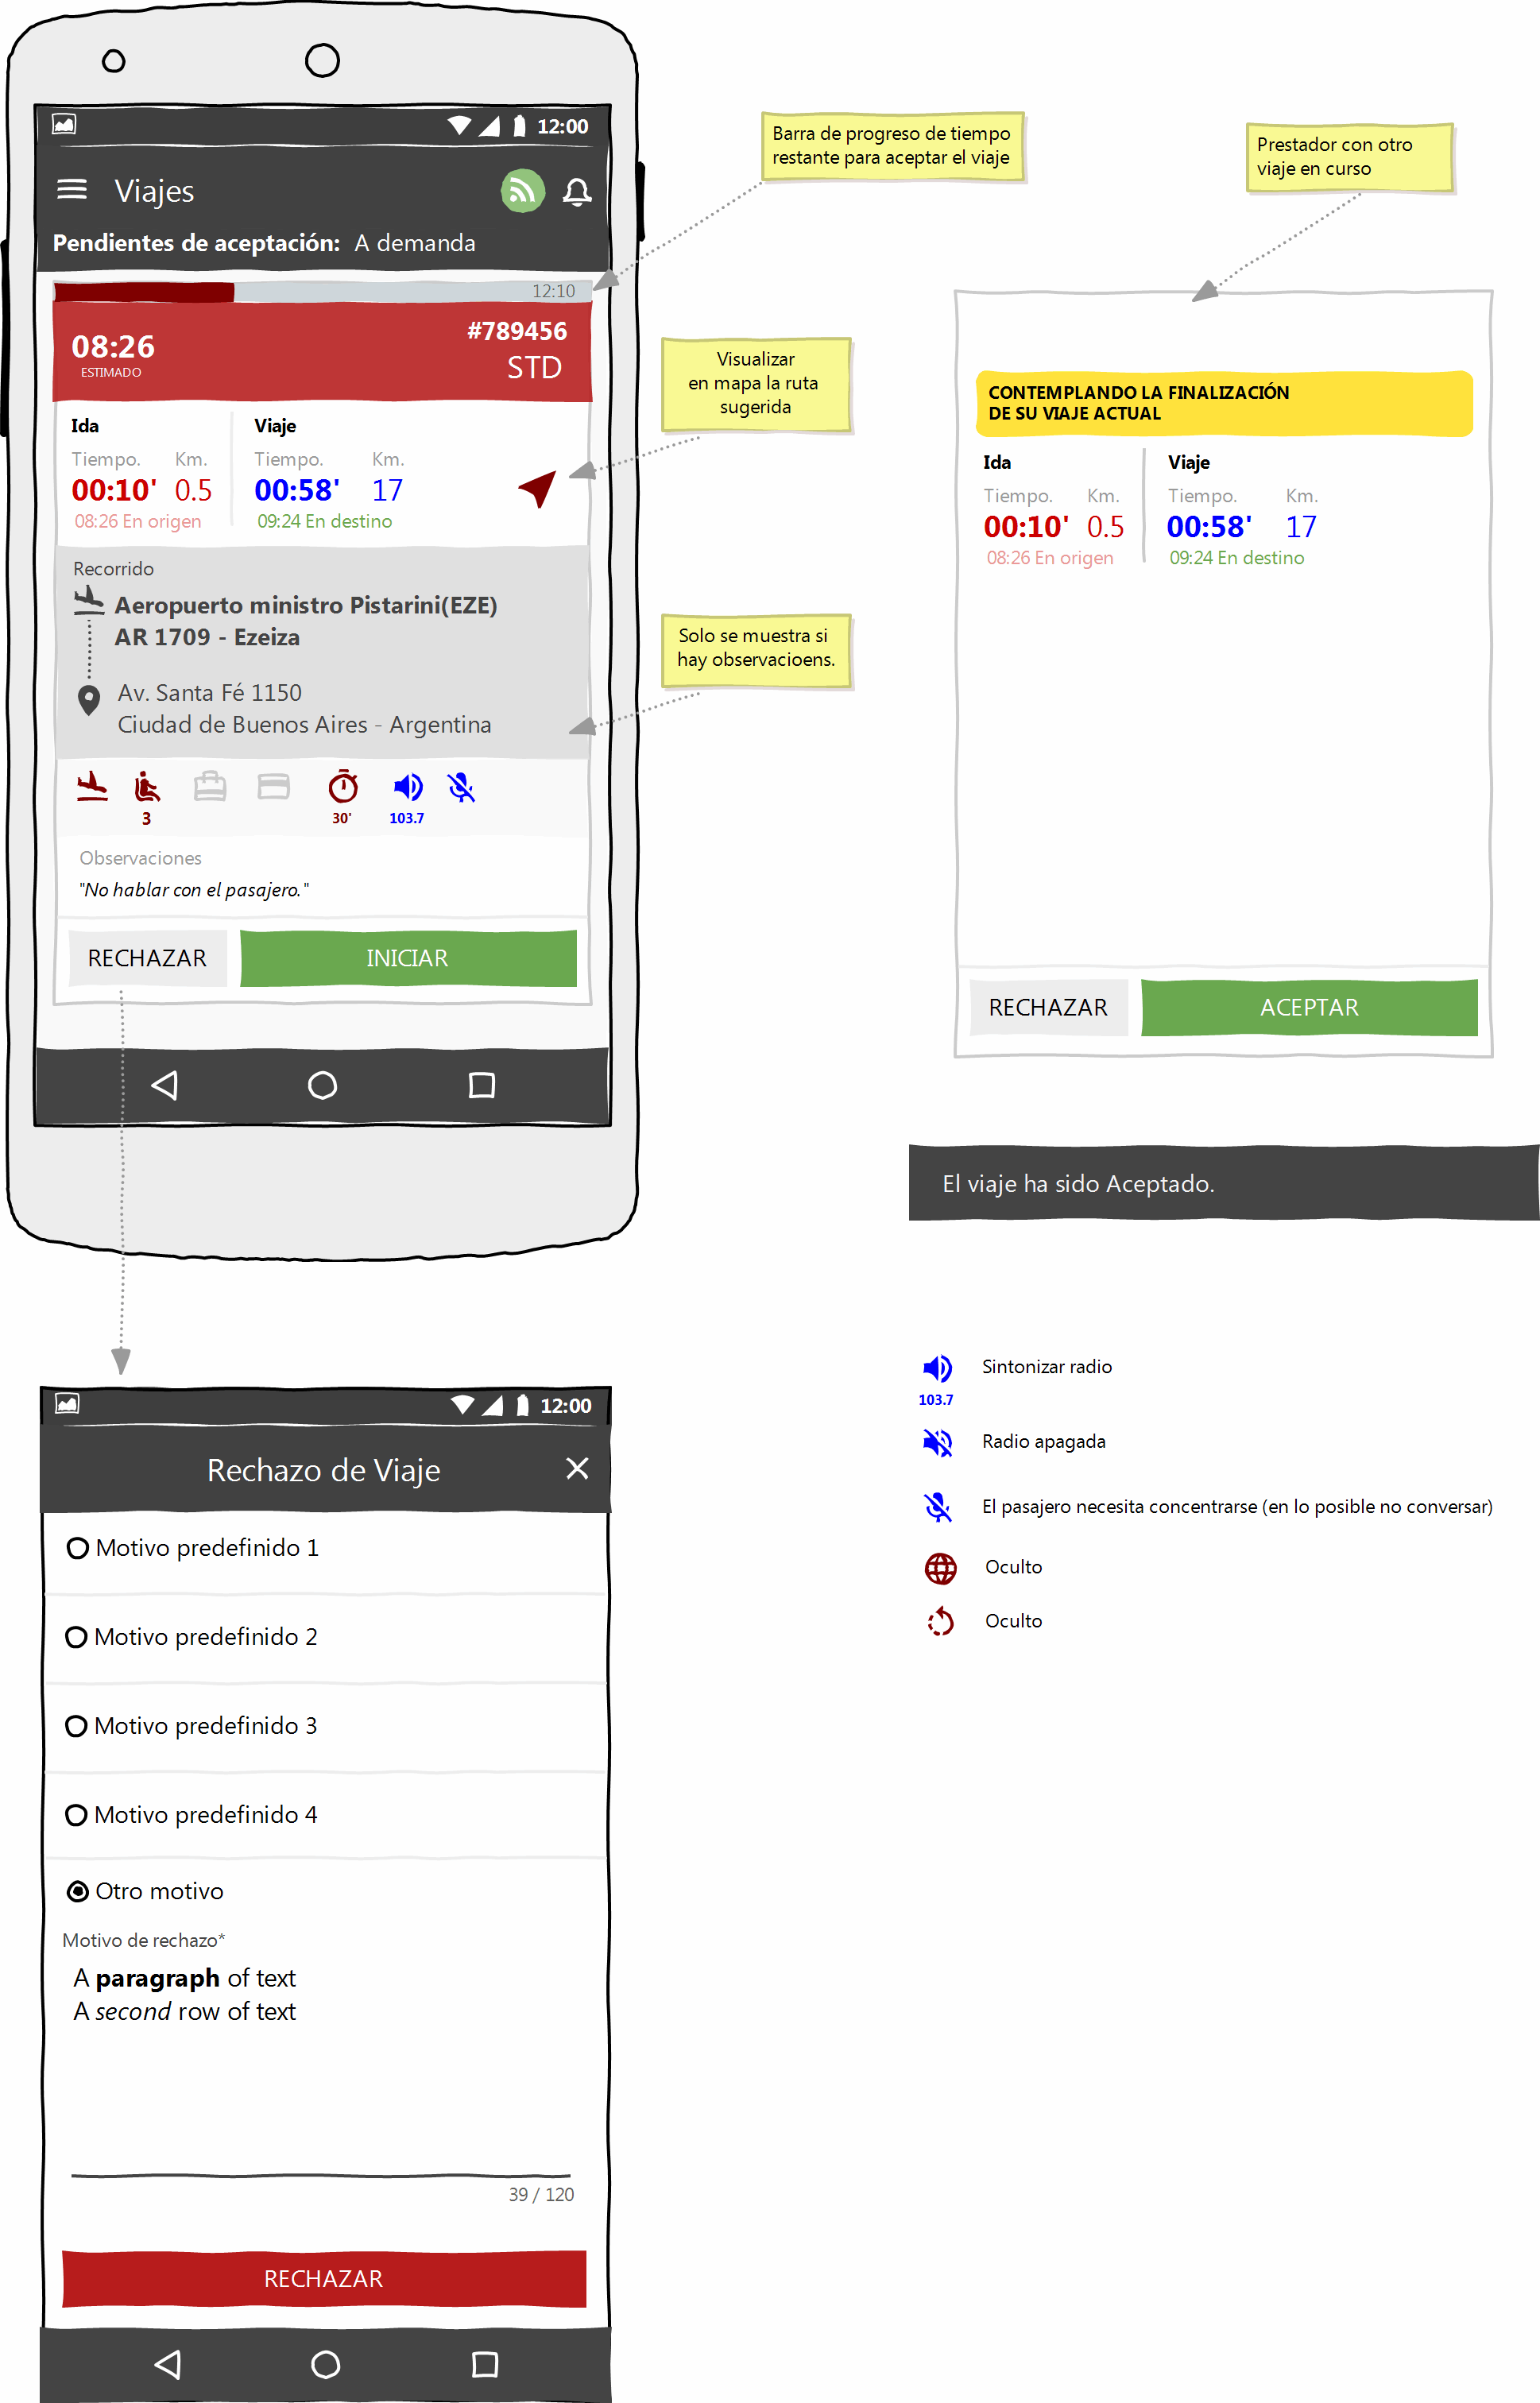 12:00
Viajes
Pendientes de aceptación: A demanda
12:10
08:26
ESTIMADO
#789456
STD
Ida
Viaje
Tiempo. Km.
Tiempo. Km.
00:10' 0.5
00:58' 17
08:26 En origen
09:24 En destino
Recorrido
Aeropuerto ministro Pistarini(EZE)
AR 1709 - Ezeiza
Av. Santa Fé 1150
Ciudad de Buenos Aires - Argentina
3
30'
103.7
Observaciones
"No hablar con el pasajero."
RECHAZAR
INICIAR
Barra de progreso de tiempo
restante para aceptar el viaje
Visualizar
en mapa la ruta
sugerida
Solo se muestra si
hay observacioens.
Prestador con otro
viaje en curso
CONTEMPLANDO LA FINALIZACIÓN
DE SU VIAJE ACTUAL
Ida
Viaje
Tiempo. Km.
Tiempo. Km.
00:10' 0.5
00:58' 17
08:26 En origen
09:24 En destino
RECHAZAR
ACEPTAR
El viaje ha sido Aceptado.
Sintonizar radio
103.7
Radio apagada
El pasajero necesita concentrarse (en lo posible no conversar)
Oculto
Oculto
12:00
Rechazo de Viaje
Motivo predefinido 1
Motivo predefinido 2
Motivo predefinido 3
Motivo predefinido 4
Otro motivo
Motivo de rechazo*
A paragraph of text
A second row of text
39 / 120
RECHAZAR